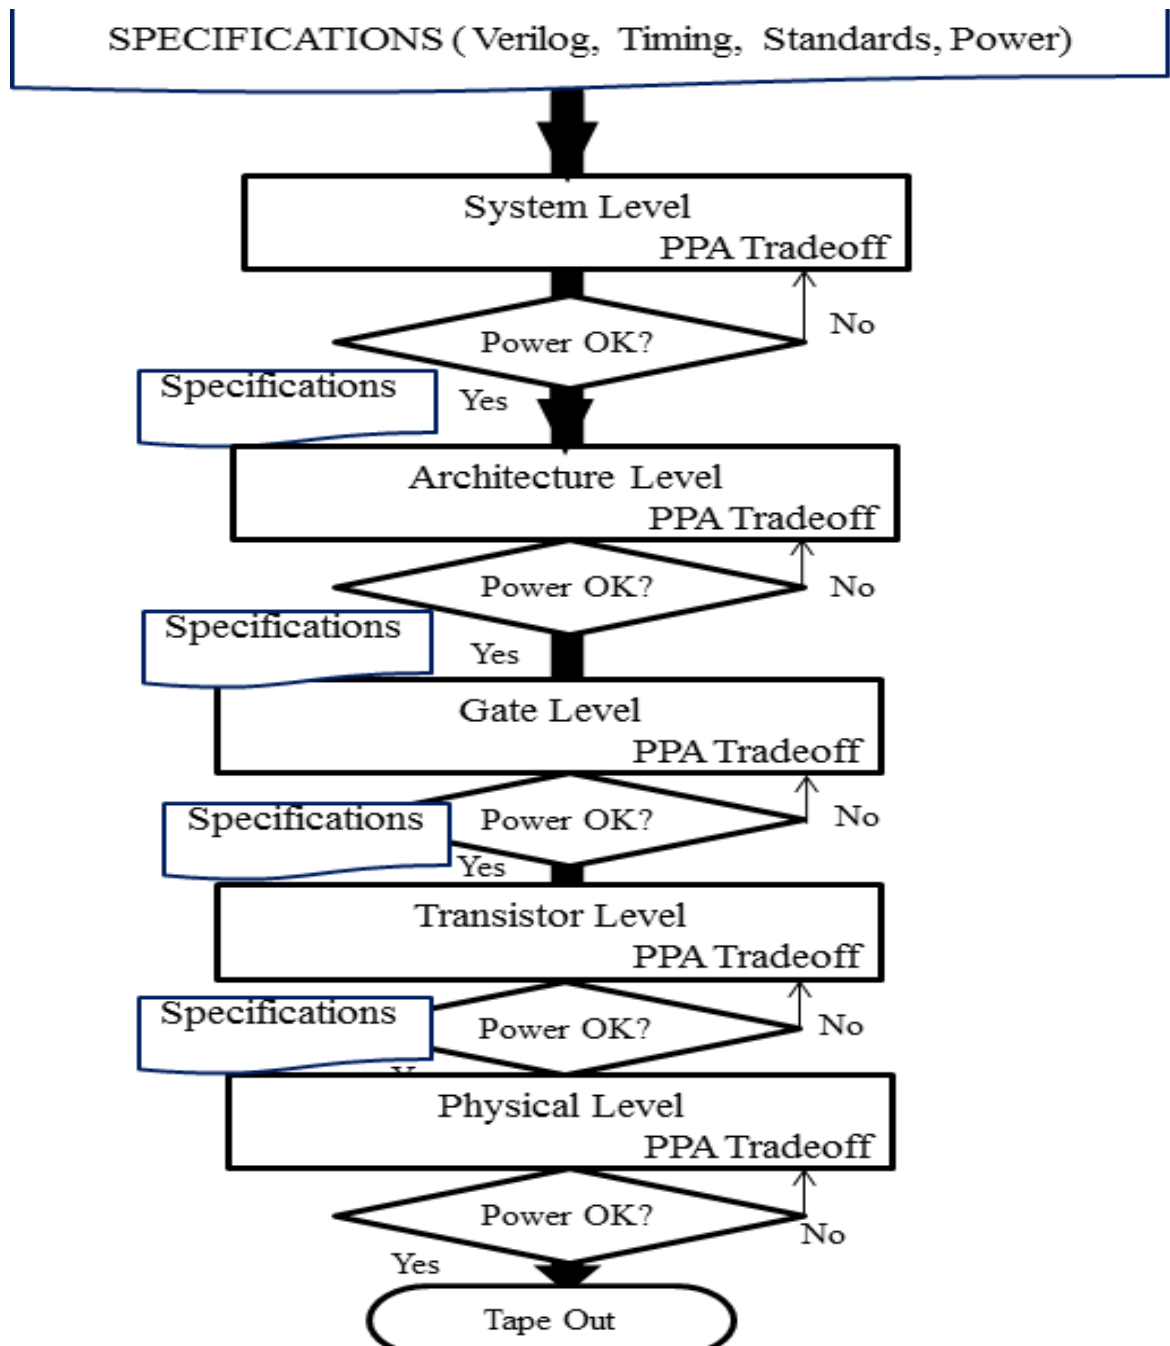 SPECIFICATIONS ( Verilog, Timing, Standards, Power)
System Level
PPA Tradeoff
Power OK?
No
Specifications
Yes
Architecture Level
PPA Tradeoff
Power OK?
No
Specifications
Yes
Gate Level
PPA Tradeoff
Power OK?
No
Specifications
Yes
Transistor Level
PPA Tradeoff
Power OK?
No
Specifications
Physical Level
PPA Tradeoff
Power OK?
No
Yes
Tape Out